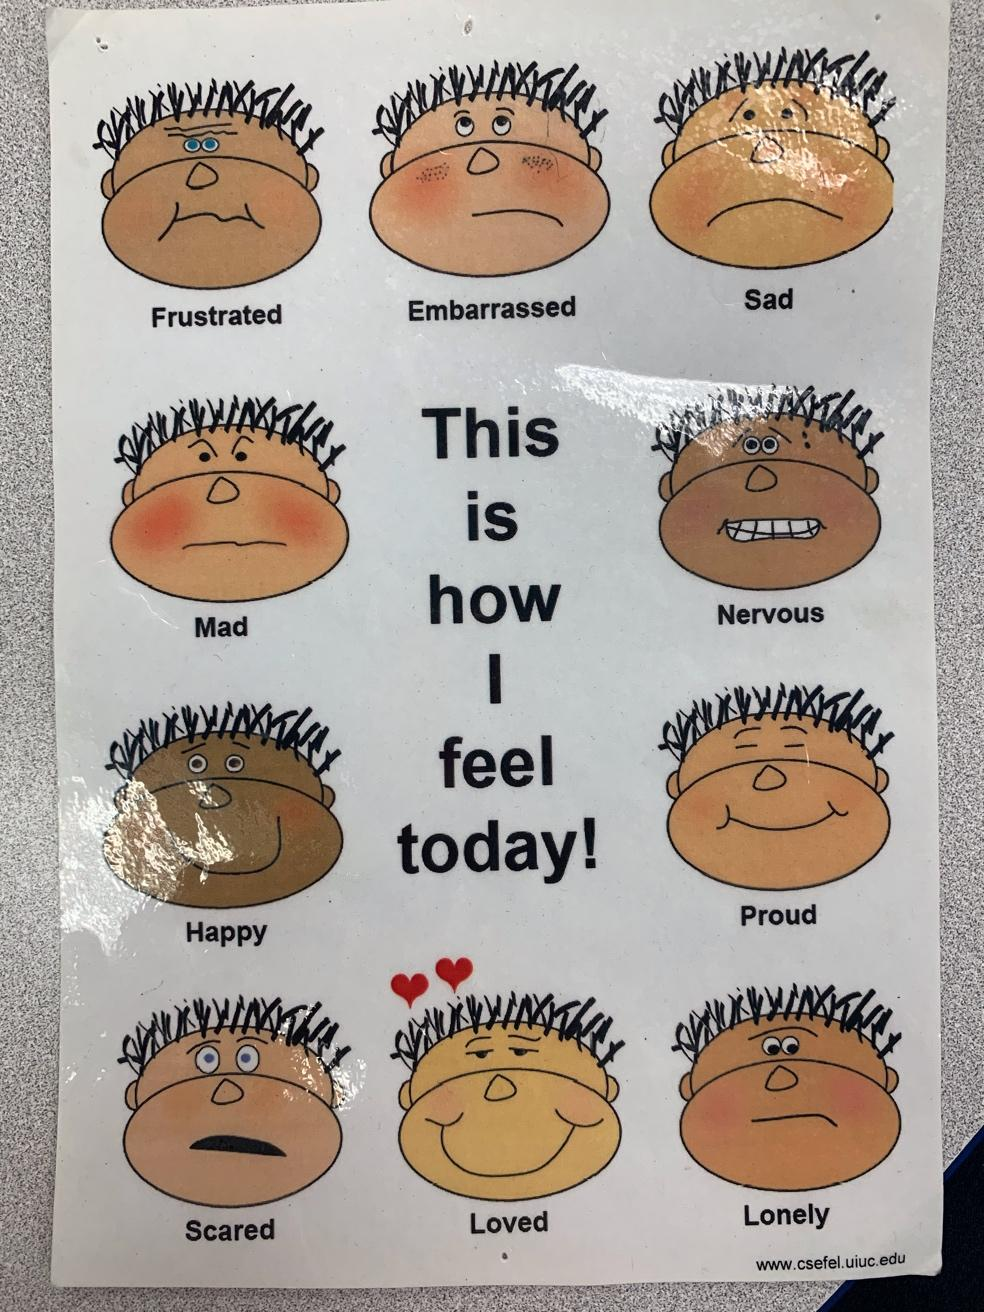 Frustrated
Embarrassed
Sad
This
is
how
I
feel
today!
Mad
Nervous
Happy
Proud
Scared
Loved
Lonely
www.csefel.uiuc.edu